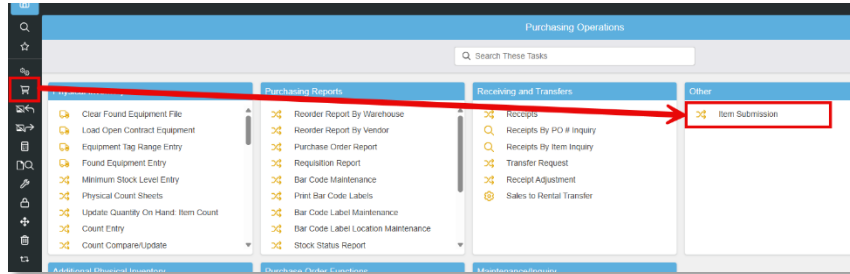 Purchasing Operations
Search These Tasks
Physical Inventory
Clear Found Equipment File
Load Open Contract Equipment
Equipment Tag Range Entry
Found Equipment Entry
Minimum Stock Level Entry
Physical Count Sheets
Update Quantity On Hand: Item Count
Count Entry
Count Compare/Update
Purchasing Reports
Reorder Report By Warehouse
Reorder Report By Vendor
Purchase Order Report
Requisition Report
Bar Code Maintenance
Print Bar Code Labels
Bar Code Label Maintenance
Bar Code Label Location Maintenance
Stock Status Report
Receiving and Transfers
Receipts
Receipts By PO # Inquiry
Receipts By Item Inquiry
Transfer Request
Receipt Adjustment
Sales to Rental Transfer
Other
Item Submission
Additional Physical Inventory
Purchase Order Functions
Maintenance/Inquiry